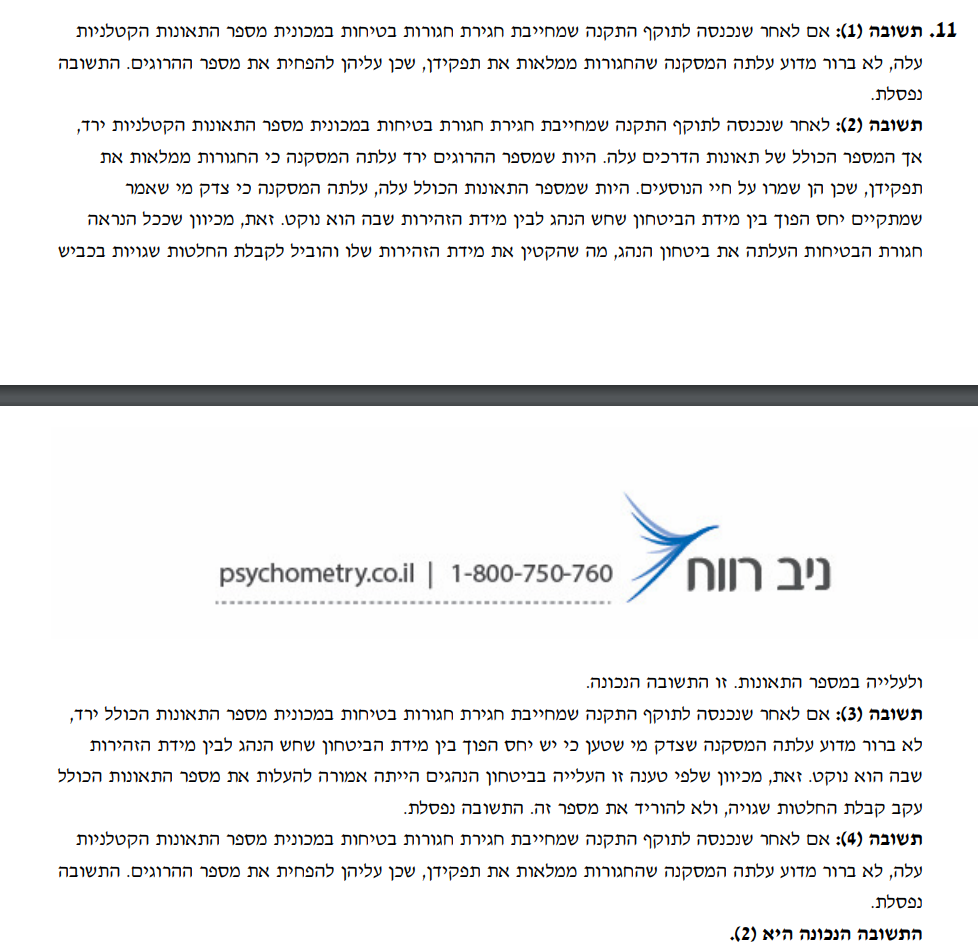 11. תשובה (1): אם לאחר שנכנסה לתוקף התקנה שמחייבת חגירת חגורות בטיחות במכונית מספר התאונות הקטלניות
עלה, לא ברור מדוע עלתה המסקנה שהחגורות ממלאות את תפקידן, שכן עליהן להפחית את מספר ההרוגים. התשובה
נפסלת.
תשובה (2): לאחר שנכנסה לתוקף התקנה שמחייבת חגירת חגורת בטיחות במכונית מספר התאונות הקטלניות ירד,
אך המספר הכולל של תאונות הדרכים עלה. היות שמספר ההרוגים ירד עלתה המסקנה כי החגורות ממלאות את
תפקידן, שכן הן שמרו על חיי הנוסעים. היות שמספר התאונות הכולל עלה, עלתה המסקנה כי צדק מי שאמר
שמתקיים יחס הפוך בין מידת הביטחון שחש הנהג לבין מידת הזהירות שבה הוא נוקט. זאת, מכיוון שככל הנראה
חגורת הבטיחות העלתה את ביטחון הנהג, מה שהקטין את מידת הזהירות שלו והוביל לקבלת החלטות שגויות בכביש
ניב רווח
psychometry.co.il | 1-800-750-760
ולעלייה במספר התאונות. זו התשובה הנכונה.
תשובה (3): אם לאחר שנכנסה לתוקף התקנה שמחייבת חגירת חגורות בטיחות במכונית מספר התאונות הכולל ירד,
לא ברור מדוע עלתה המסקנה שצדק מי שטען כי יש יחס הפוך בין מידת הביטחון שחש הנהג לבין מידת הזהירות
שבה הוא נוקט. זאת, מכיוון שלפי טענה זו העלייה בביטחון הנהגים הייתה אמורה להעלות את מספר התאונות הכולל
עקב קבלת החלטות שגויה, ולא להוריד את מספר זה. התשובה נפסלת.
תשובה (4): אם לאחר שנכנסה לתוקף התקנה שמחייבת חגירת חגורות בטיחות במכונית מספר התאונות הקטלניות
עלה, לא ברור מדוע עלתה המסקנה שהחגורות ממלאות את תפקידן, שכן עליהן להפחית את מספר ההרוגים. התשובה
נפסלת.
התשובה הנכונה היא (2).